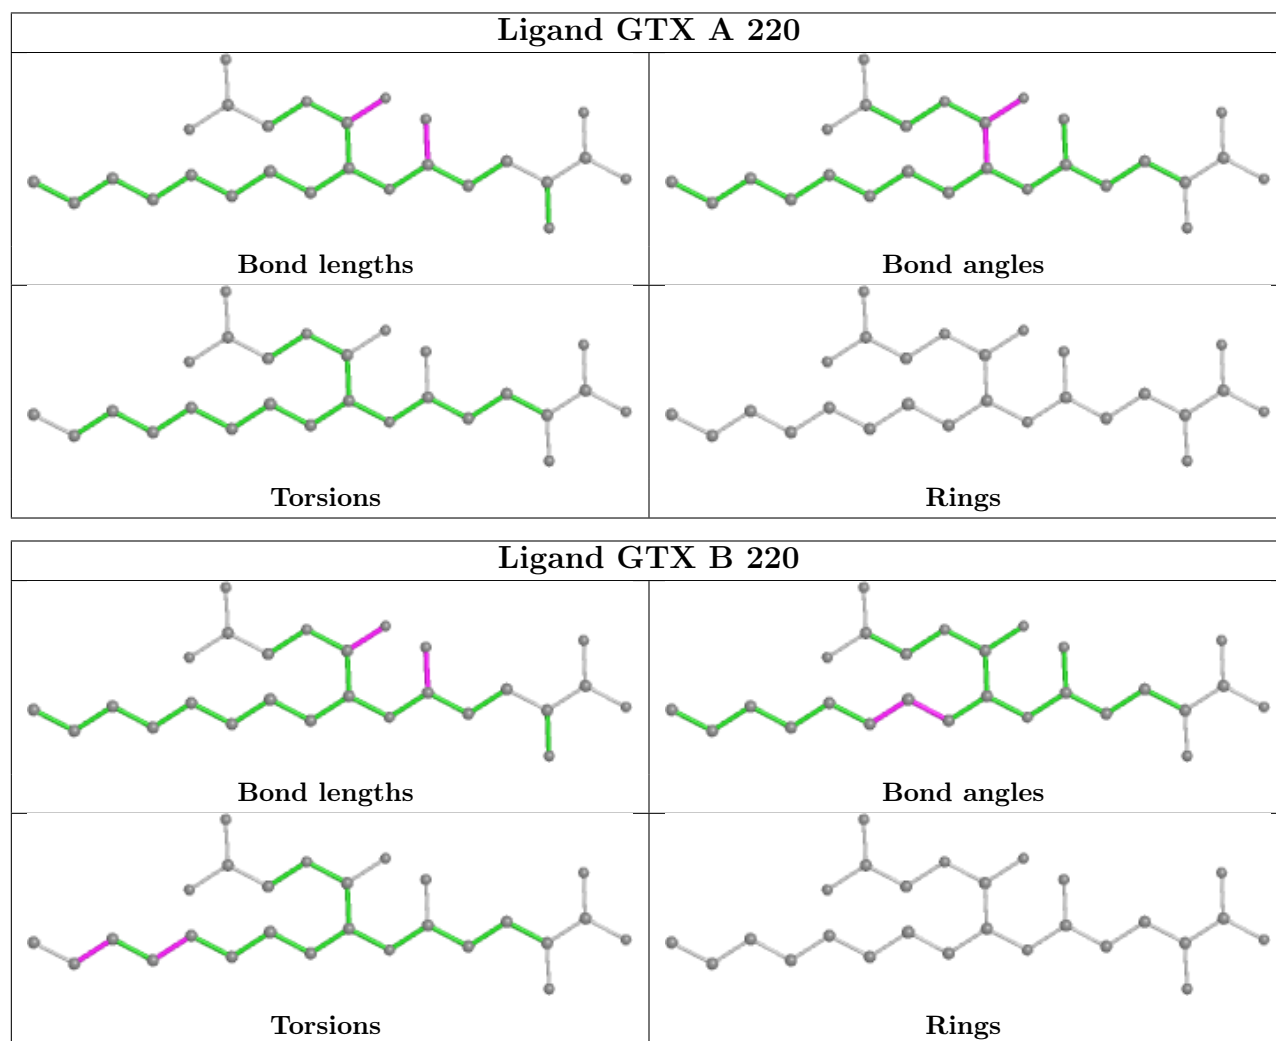 Ligand GTX A 220
Bond lengths
Bond angles
Torsions
Rings
Ligand GTX B 220
Bond lengths
Bond angles
Torsions
Rings